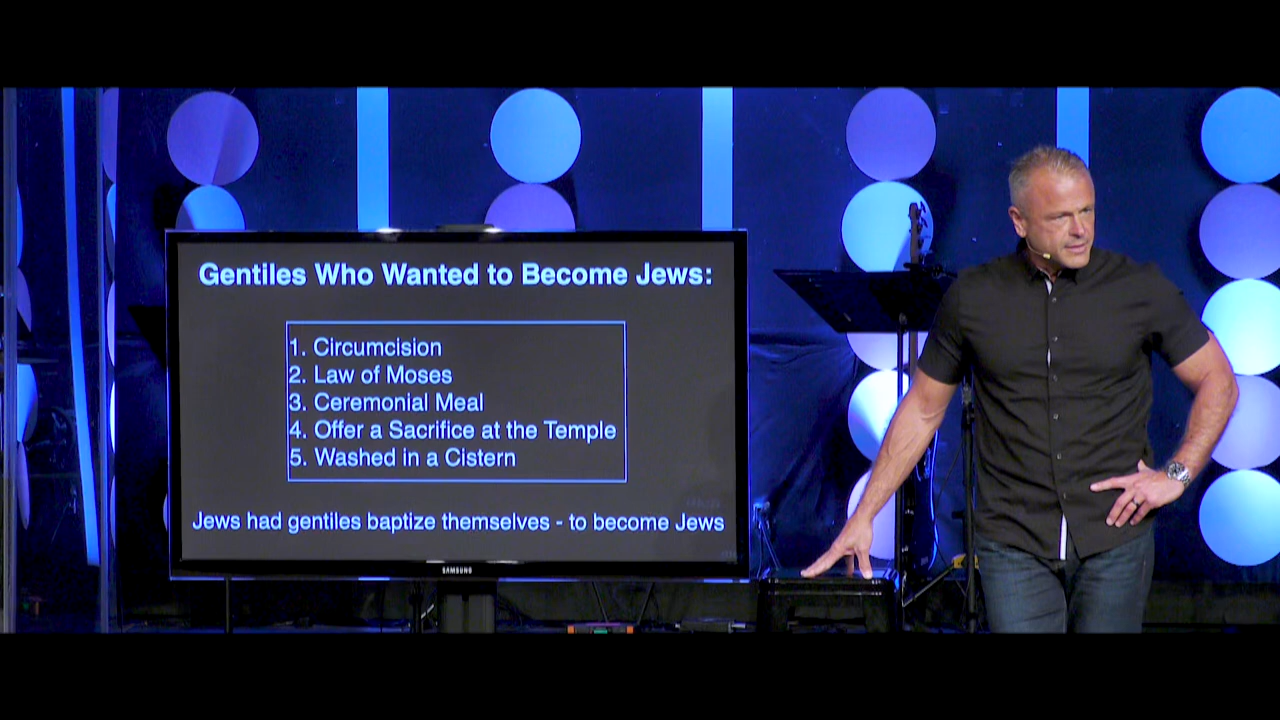 Gentiles Who Wanted to Become Jews:
1. Circumcision
2. Law of Moses
3. Ceremonial Meal
4. Offer a Sacrifice at the Temple
5. Washed in a Cistern
Jews had gentiles baptize themselves - to become Jews
SAMSUNG